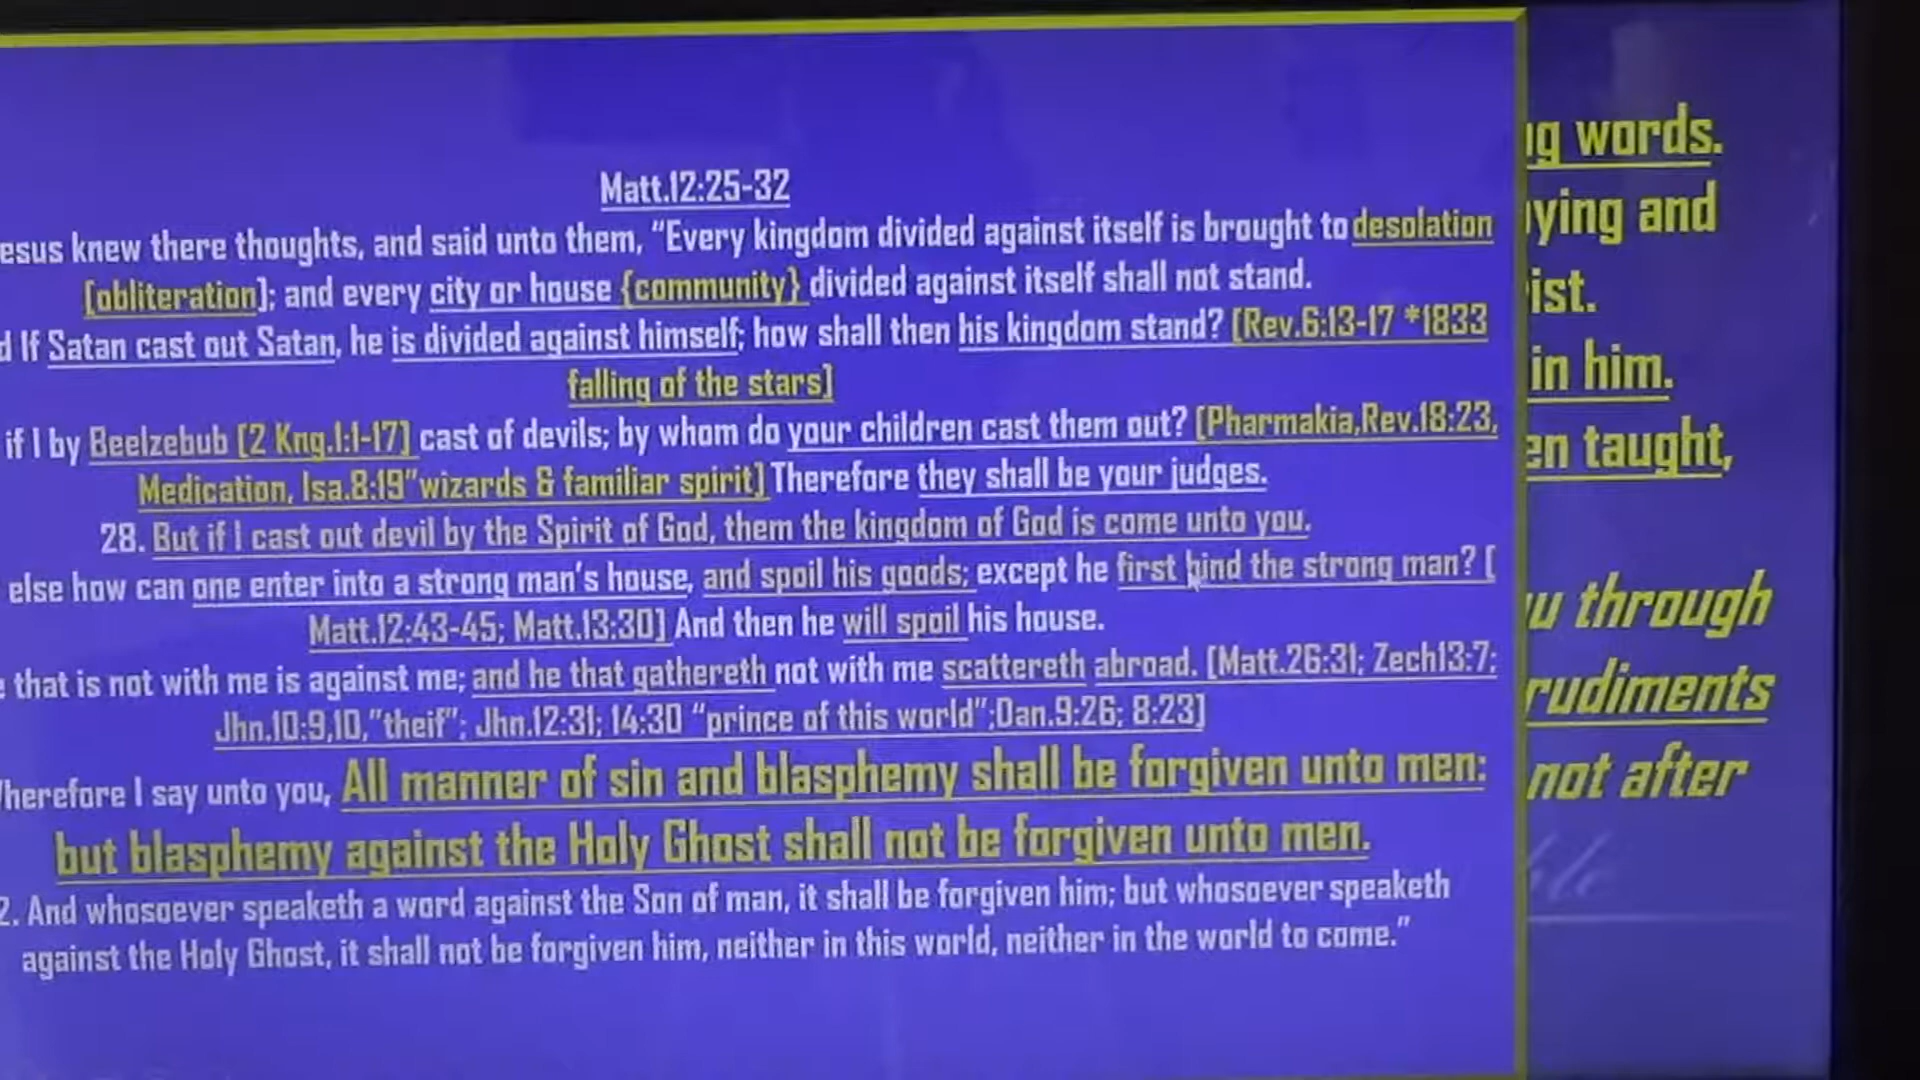 Matt.12:25-32
esus knew there thoughts, and said unto them, “Every kingdom divided against itself is brought to desolation
[obliteration]; and every city or house {community} divided against itself shall not stand.
d If Satan cast out Satan, he is divided against himself; how shall then his kingdom stand? [Rev.6:13-17 *1833
falling of the stars]
if I by Beelzebub [2 Kng.1:1-17] cast of devils; by whom do your children cast them out? [Pharmakia,Rev.18:23,
Medication, Isa.8:19”wizards & familiar spirit] Therefore they shall be your judges.
28. But if I cast out devil by the Spirit of God, them the kingdom of God is come unto you.
else how can one enter into a strong man’s house, and spoil his goods; except he first bind the strong man? [
Matt.12:43-45; Matt.13:30] And then he will spoil his house.
e that is not with me is against me; and he that gathereth not with me scattereth abroad. [Matt.26:31; Zech13:7;
Jhn.10:9,10,”theif”; Jhn.12:31; 14:30 “prince of this world”;Dan.9:26; 8:23]
Wherefore I say unto you, All manner of sin and blasphemy shall be forgiven unto men:
but blasphemy against the Holy Ghost shall not be forgiven unto men.
2. And whosoever speaketh a word against the Son of man, it shall be forgiven him; but whosoever speaketh
against the Holy Ghost, it shall not be forgiven him, neither in this world, neither in the world to come.”
ng words.
ying and
ist.
in him.
en taught,
u through
rudiments
not after